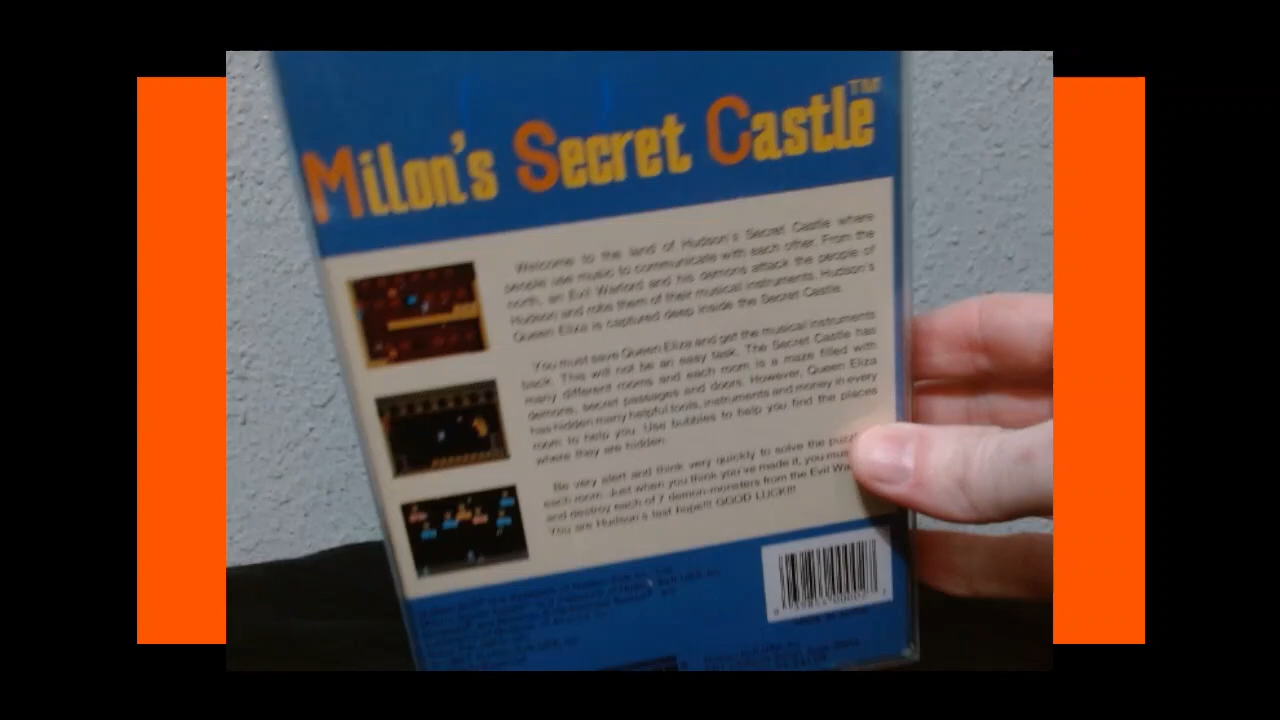 Milon's Secret Castle™
Welcome to the land of Hudson's Secret Castle where
people use music to communicate with each other. From the
north, an Evil Warlord and his demons attack the people of
Hudson and robs them of their musical instruments. Hudson's
Queen Eliza is captured deep inside the Secret Castle.
You must save Queen Eliza and get the musical instruments
back. This will not be an easy task. The Secret Castle has
many different rooms and each room is a maze filled with
demons, secret passages and doors. However, Queen Eliza
has hidden many helpful tools, instruments and money in every
room to help you. Use bubbles to help you find the places
where they are hidden.
Be very alert and think very quickly to solve the
each room. Just when you think you've made it, you
and destroy each of 7 demon-monsters from the Evil
You are Hudson's last hope!!! GOOD LUCK!!!